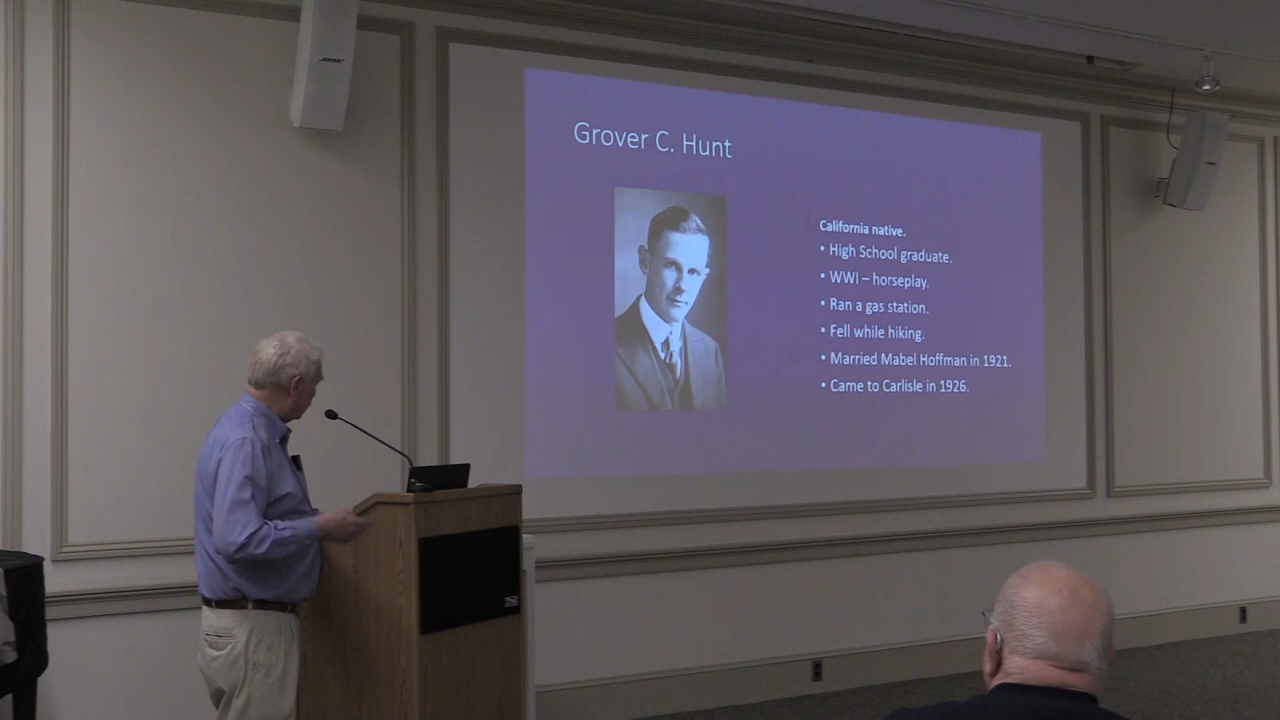 BOSE
Grover C. Hunt
California native.
• High School graduate.
• WWI – horseplay.
• Ran a gas station.
• Fell while hiking.
• Married Mabel Hoffman in 1921.
• Came to Carlisle in 1926.